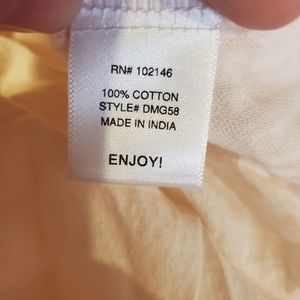 RN# 102146
100% COTTON
STYLE# DMG58
MADE IN INDIA
ENJOY!